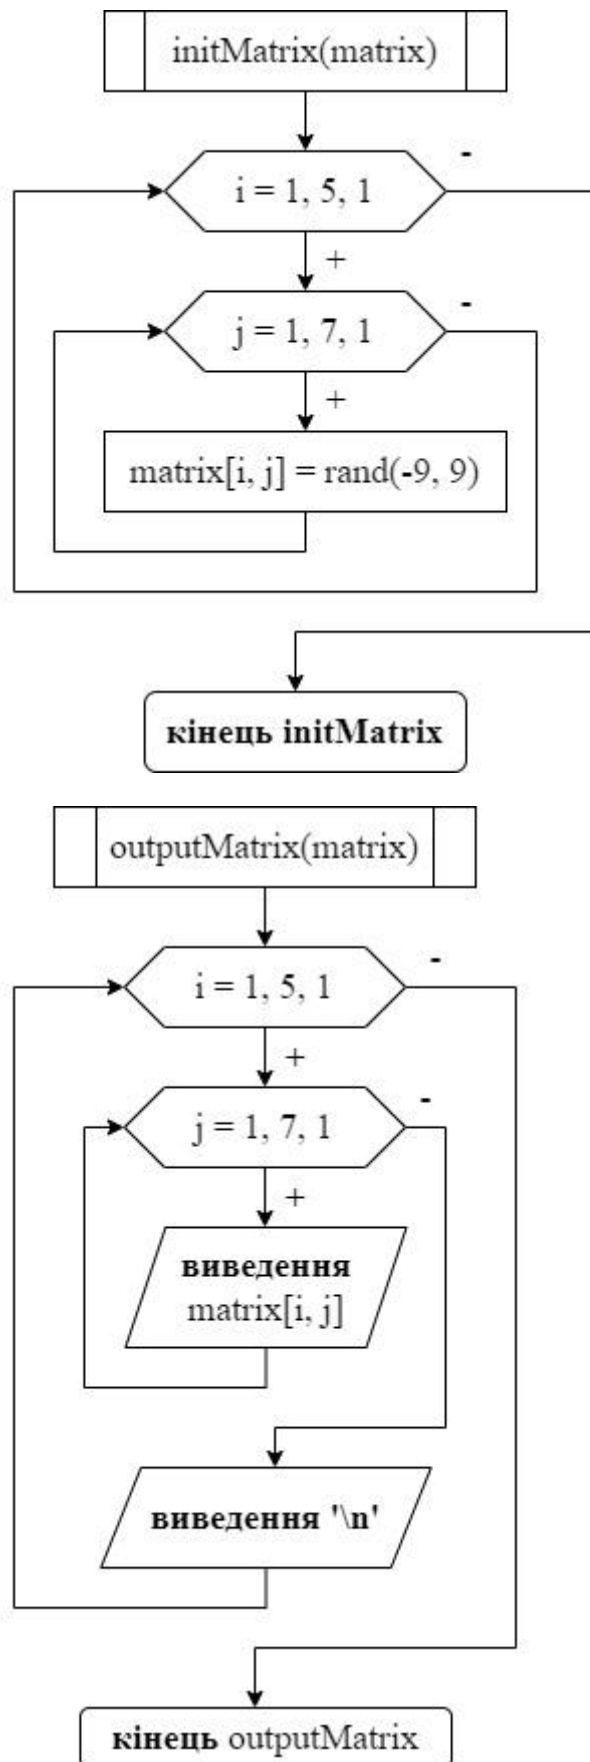 initMatrix(matrix)
-
i = 1, 5, 1
+
-
j = 1, 7, 1
+
matrix[i, j] = rand(-9, 9)
кінець initMatrix
outputMatrix(matrix)
-
i = 1, 5, 1
+
-
j = 1, 7, 1
+
виведення
matrix[i, j]
виведення '\n'
кінець outputMatrix